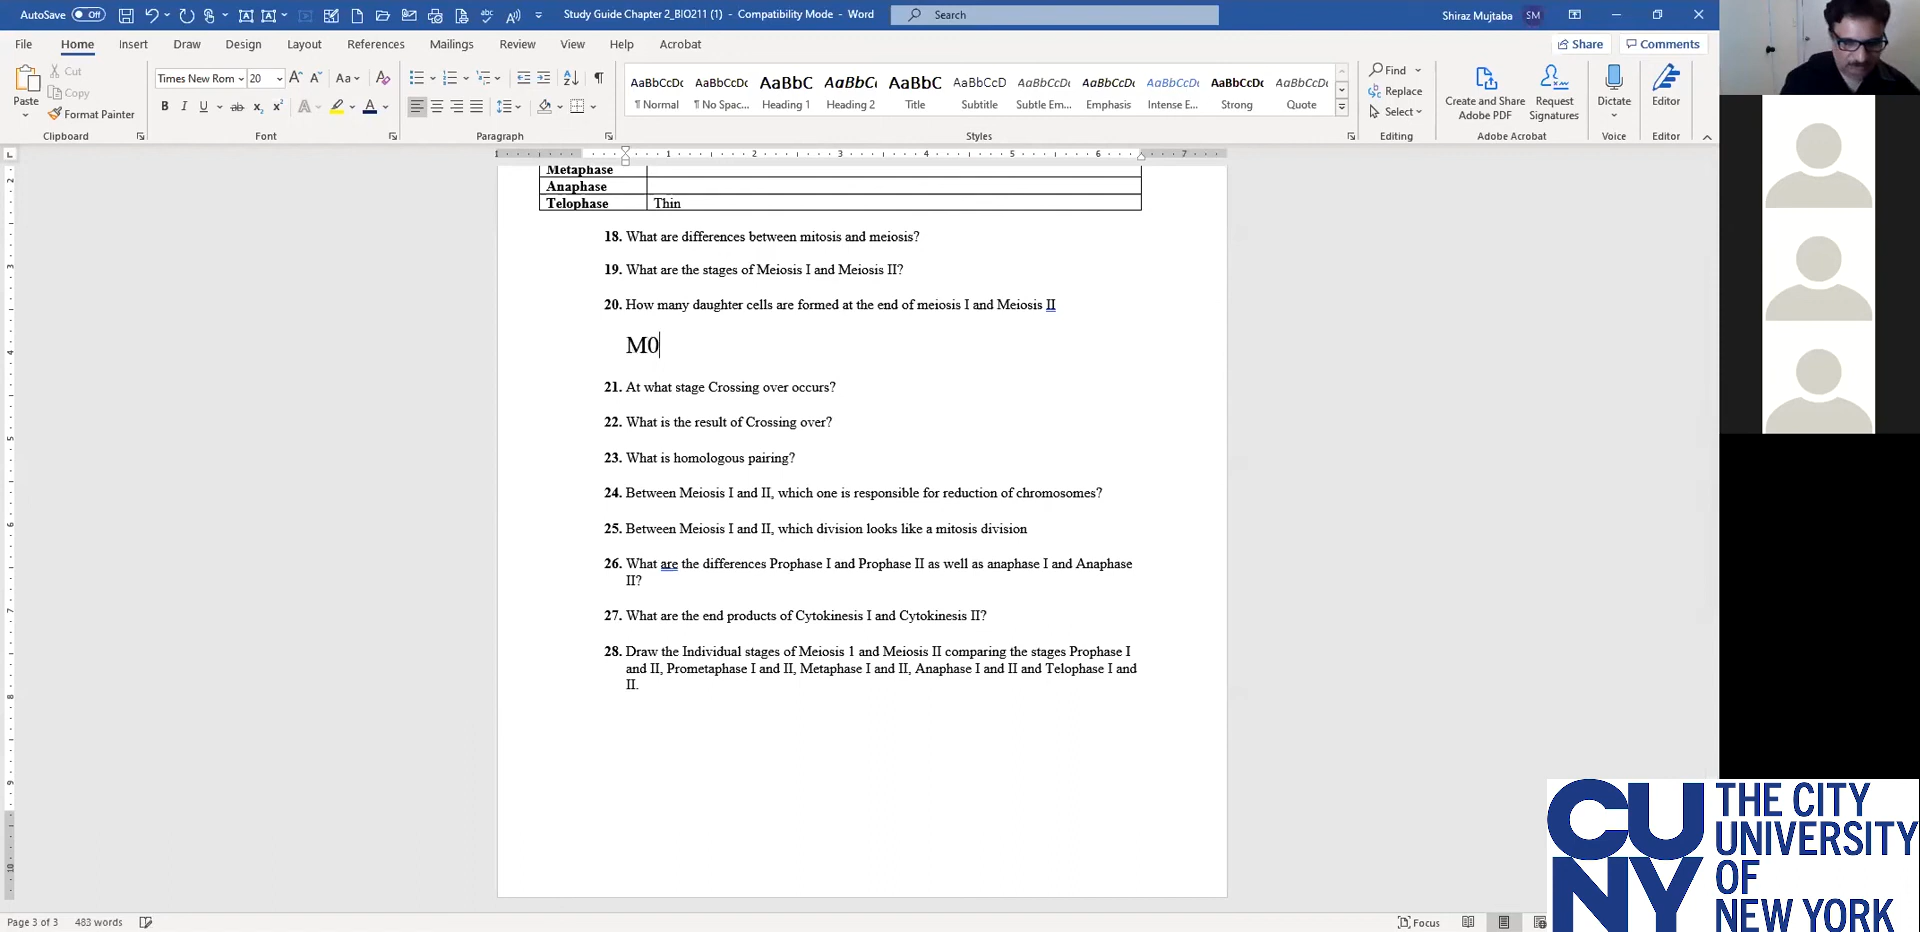 AutoSave Off Study Guide Chapter 2_BIO211 (1) - Compatibility Mode - Word Search Shiraz Mujtaba SM
File Home Insert Draw Design Layout References Mailings Review View Help Acrobat Share Comments
Paste Cut Copy Format Painter
Times New Rom 20
AaBbCcDc AaBbCcDc AaBbC AaBbC AaBbC AaBbCcD AaBbCcDc AaBbCcDc AaBbCcDc AaBbCcDc AaBbCcDc
¶ Normal ¶ No Spac... Heading 1 Heading 2 Title Subtitle Subtle Em... Emphasis Intense E... Strong Quote
Find Replace Select
Create and Share Adobe PDF Request Signatures Dictate Editor
Clipboard Font Paragraph Styles Editing Adobe Acrobat Voice Editor
Metaphase
Anaphase
Telophase Thin
18. What are differences between mitosis and meiosis?
19. What are the stages of Meiosis I and Meiosis II?
20. How many daughter cells are formed at the end of meiosis I and Meiosis II
M0
21. At what stage Crossing over occurs?
22. What is the result of Crossing over?
23. What is homologous pairing?
24. Between Meiosis I and II, which one is responsible for reduction of chromosomes?
25. Between Meiosis I and II, which division looks like a mitosis division
26. What are the differences Prophase I and Prophase II as well as anaphase I and Anaphase
II?
27. What are the end products of Cytokinesis I and Cytokinesis II?
28. Draw the Individual stages of Meiosis 1 and Meiosis II comparing the stages Prophase I
and II, Prometaphase I and II, Metaphase I and II, Anaphase I and II and Telophase I and
II.
Page 3 of 3 483 words Focus
CU
NY
THE CITY
UNIVERSITY
OF
NEW YORK